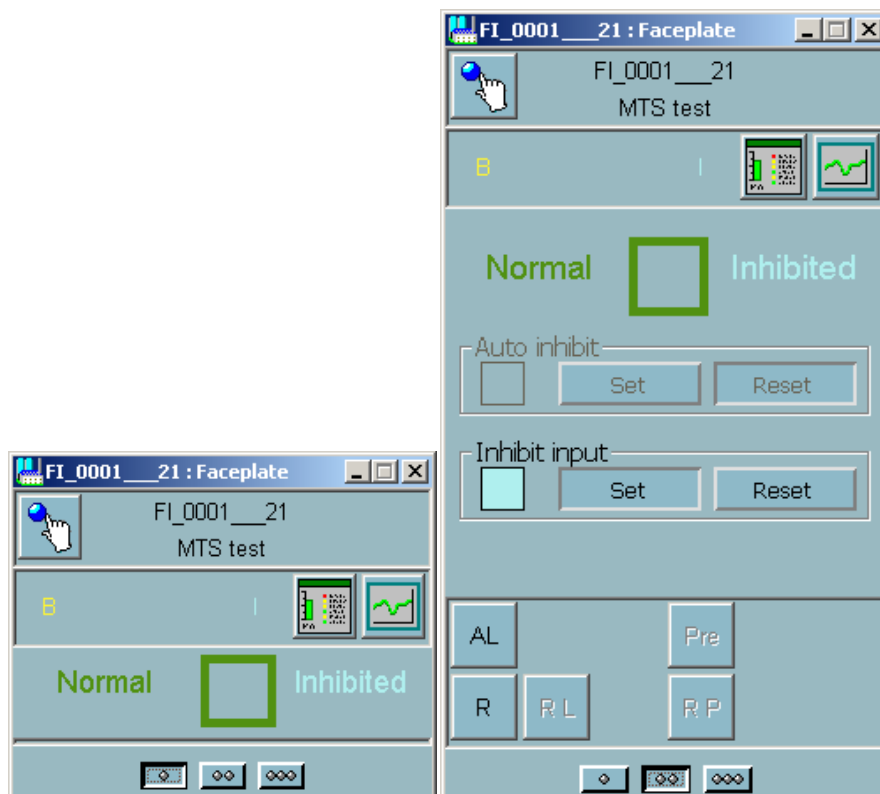 FI_0001___21 : Faceplate
FI_0001___21
MTS test
B I
Normal Inhibited
FI_0001___21 : Faceplate
FI_0001___21
MTS test
B I
Normal Inhibited
Auto inhibit
Set Reset
Inhibit input
Set Reset
AL Pre
R R L R P